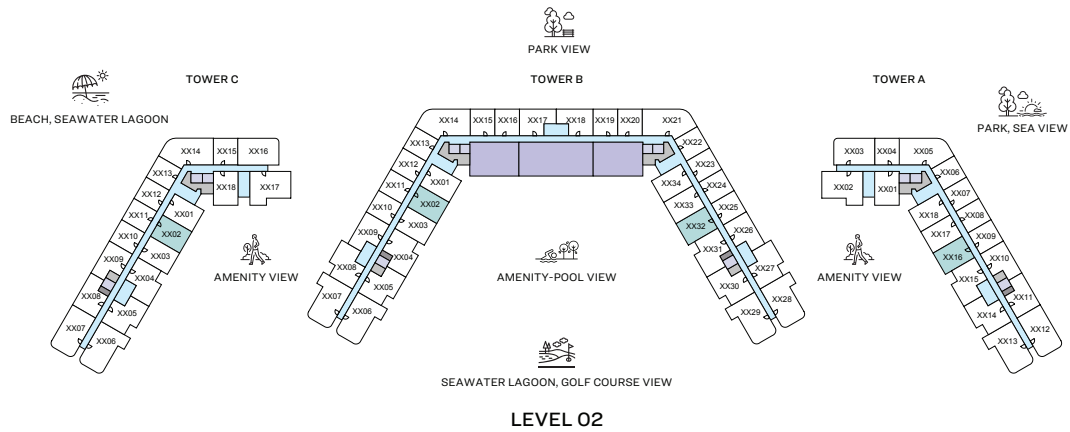 PARK VIEW
TOWER C
TOWER B
TOWER A
BEACH, SEAWATER LAGOON
PARK, SEA VIEW
XX14
XX15
XX16
XX13
XX12
XX11
XX10
XX09
XX08
XX07
XX06
XX05
XX04
XX03
XX02
XX01
XX18
XX17
XX14
XX15
XX16
XX17
XX18
XX19
XX20
XX21
XX13
XX12
XX11
XX10
XX09
XX08
XX07
XX06
XX05
XX04
XX03
XX02
XX01
XX22
XX23
XX24
XX25
XX26
XX27
XX28
XX29
XX30
XX31
XX32
XX33
XX34
XX03
XX04
XX05
XX02
XX01
XX06
XX07
XX08
XX09
XX10
XX11
XX12
XX13
XX14
XX15
XX16
XX17
XX18
AMENITY VIEW
AMENITY-POOL VIEW
AMENITY VIEW
SEAWATER LAGOON, GOLF COURSE VIEW
LEVEL 02